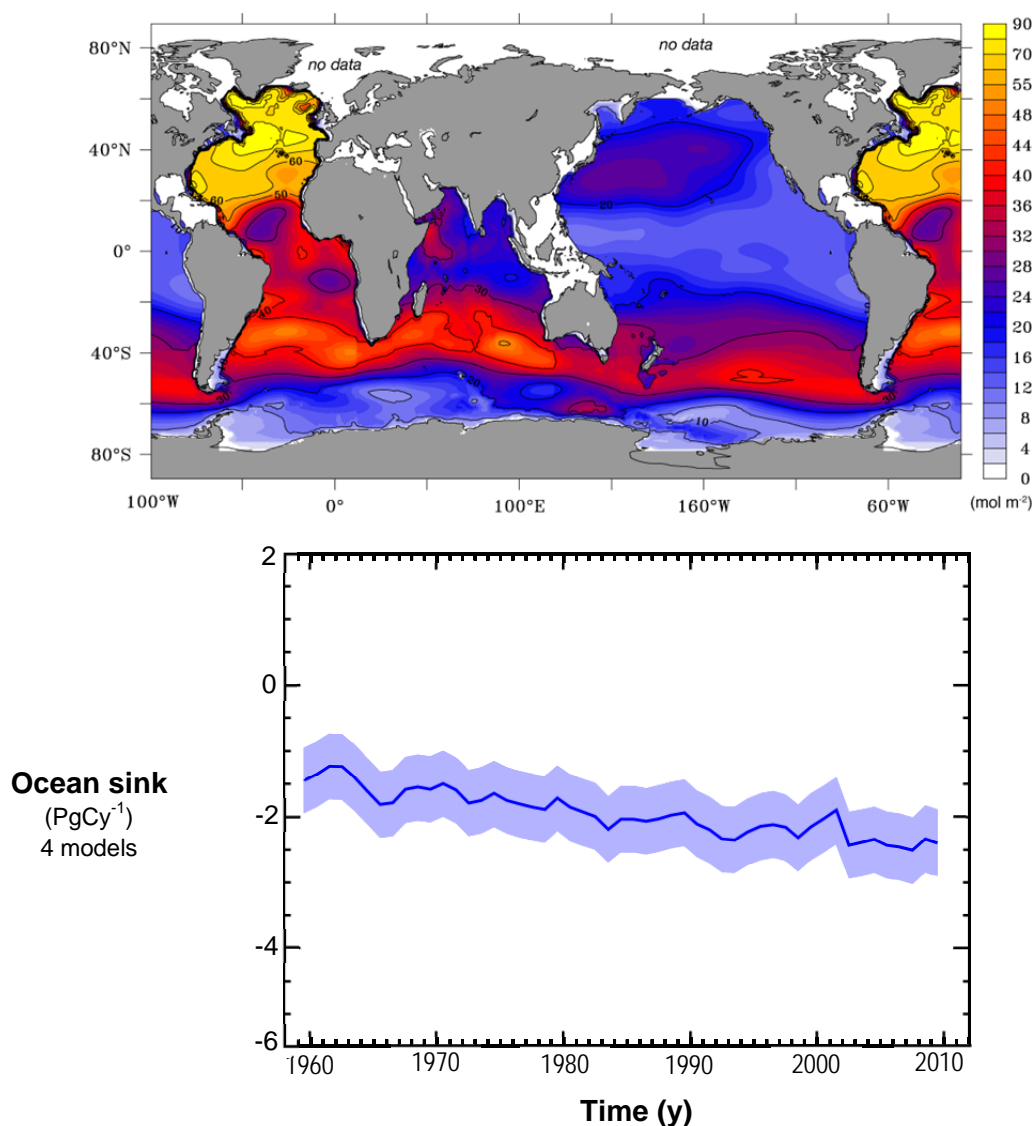 80°N
no data
no data
40°N
0°
40°S
80°S
60
60
50
40
30
30
20
20
10
30
100°W
0°
100°E
160°W
60°W
90
70
55
48
44
40
36
32
28
24
20
16
12
8
4
0
(mol m⁻²)
2
0
-2
-4
-6
Ocean sink
(PgCy⁻¹)
4 models
1960
1970
1980
1990
2000
2010
Time (y)